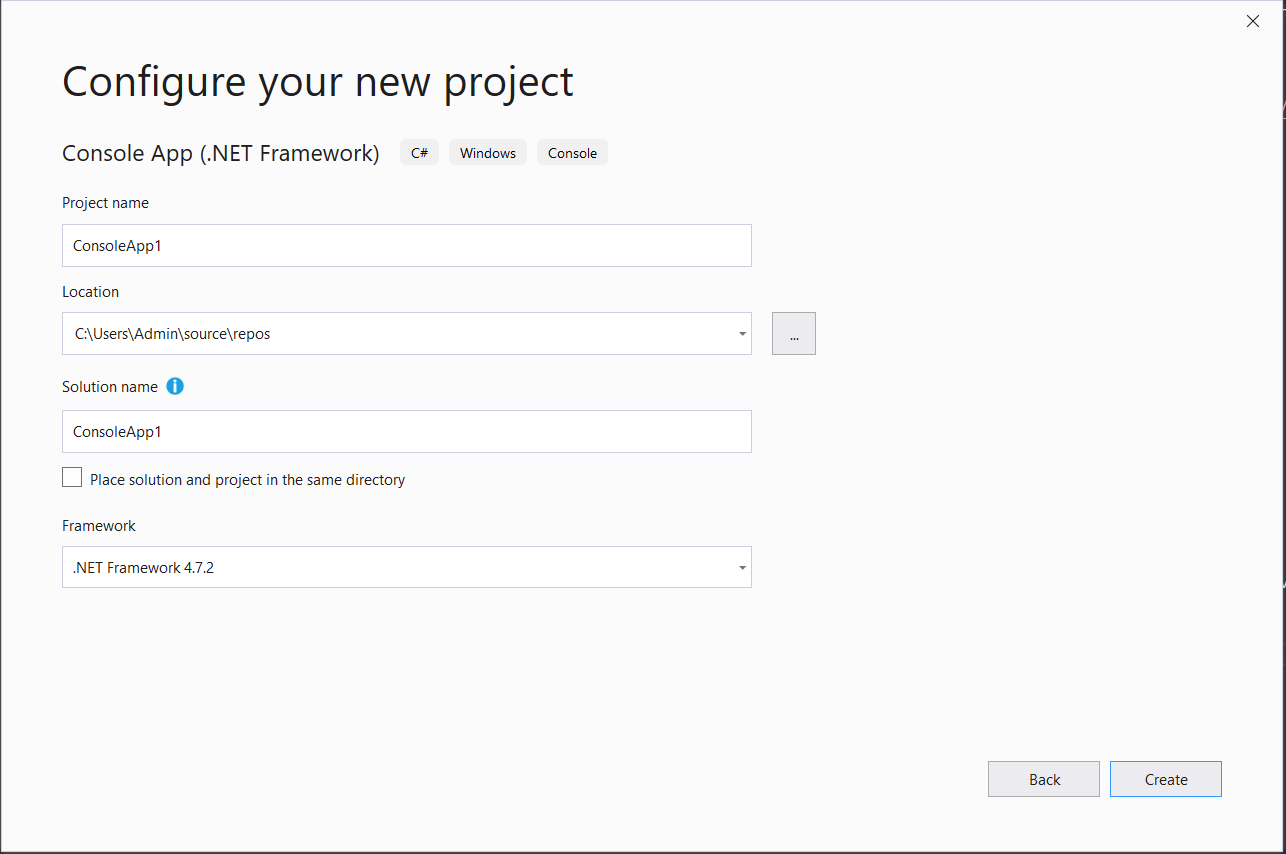 Configure your new project
Console App (.NET Framework) C# Windows Console
Project name
ConsoleApp1
Location
C:\Users\Admin\source\repos
...
Solution name
ConsoleApp1
Place solution and project in the same directory
Framework
.NET Framework 4.7.2
Back Create